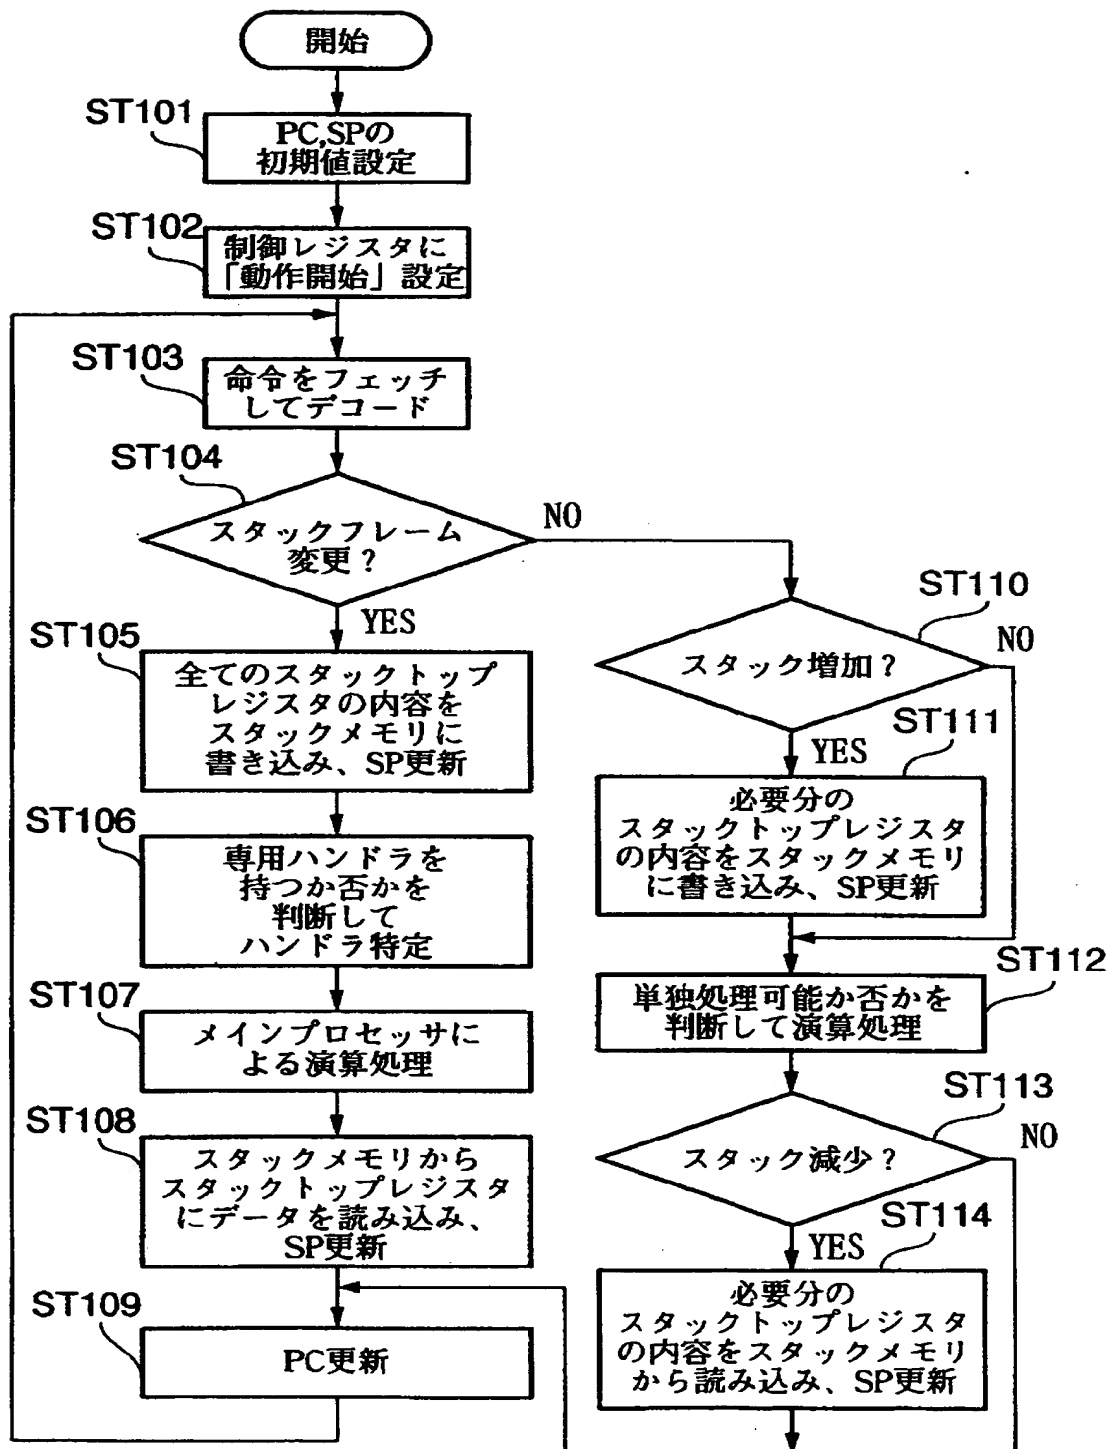 開始
ST101
PC,SPの
初期値設定
ST102
制御レジスタに
「動作開始」設定
ST103
命令をフェッチ
してデコード
ST104
スタックフレーム
変更?
NO
YES
ST105
全てのスタックトップ
レジスタの内容を
スタックメモリに
書き込み、SP更新
ST106
専用ハンドラを
持つか否かを
判断して
ハンドラ特定
ST107
メインプロセッサに
よる演算処理
ST108
スタックメモリから
スタックトップレジスタ
にデータを読み込み、
SP更新
ST109
PC更新
ST110
スタック増加?
NO
YES
ST111
必要分の
スタックトップレジスタ
の内容をスタックメモリ
に書き込み、SP更新
ST112
単独処理可能か否かを
判断して演算処理
ST113
スタック減少?
NO
YES
ST114
必要分の
スタックトップレジスタ
の内容をスタックメモリ
から読み込み、SP更新